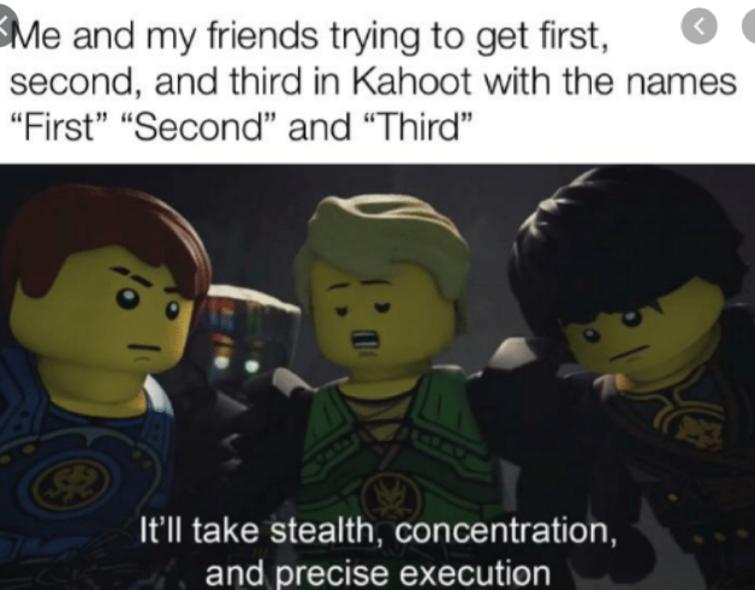 Me and my friends trying to get first,
second, and third in Kahoot with the names
“First” “Second” and “Third”
It'll take stealth, concentration,
and precise execution